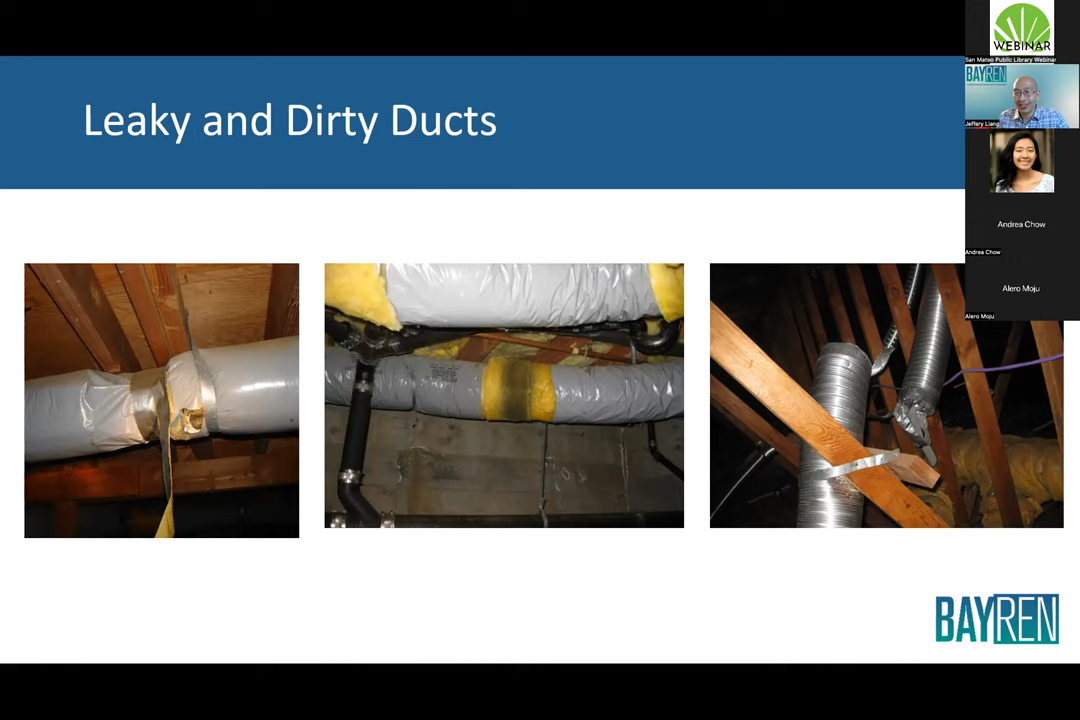 Leaky and Dirty Ducts
WEBINAR
San Mateo Public Library Webinar
BAYREN
Jeffery Liang
Andrea Chow
Andrea Chow
Alero Moju
Alero Moju
BAYREN